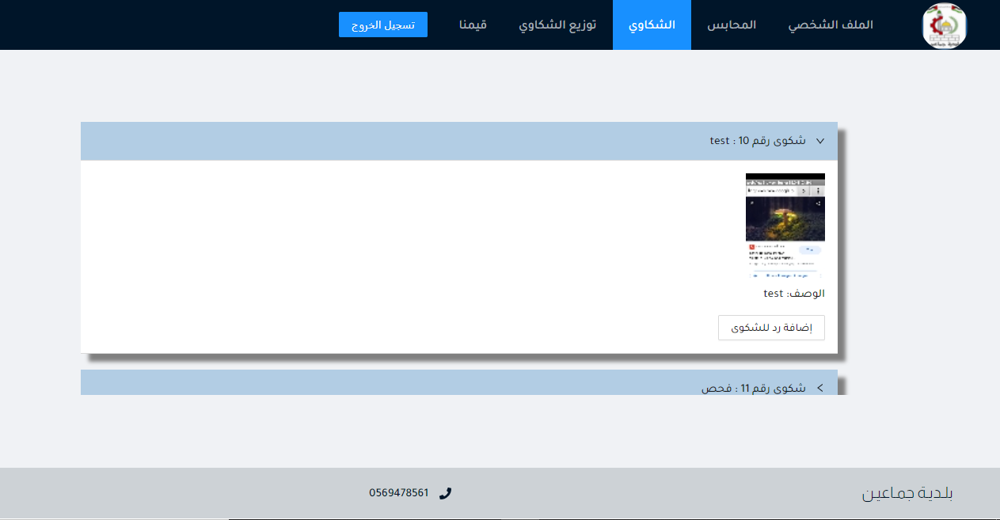 الملف الشخصي
المحابس
الشكاوي
توزيع الشكاوي
قيمنا
تسجيل الخروج
شكوى رقم 10 : test
الوصف: test
إضافة رد للشكوى
شكوى رقم 11 : فحص
بلدية جماعين
0569478561